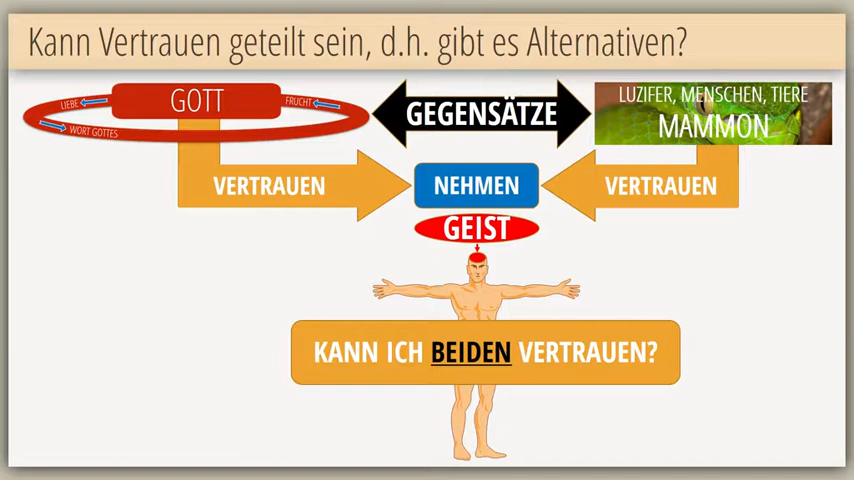 Kann Vertrauen geteilt sein, d.h. gibt es Alternativen?
LIEBE
GOTT
FRUCHT
WORT GOTTES
GEGENSÄTZE
LUZIFER, MENSCHEN, TIERE
MAMMON
VERTRAUEN
NEHMEN
VERTRAUEN
GEIST
KANN ICH BEIDEN VERTRAUEN?